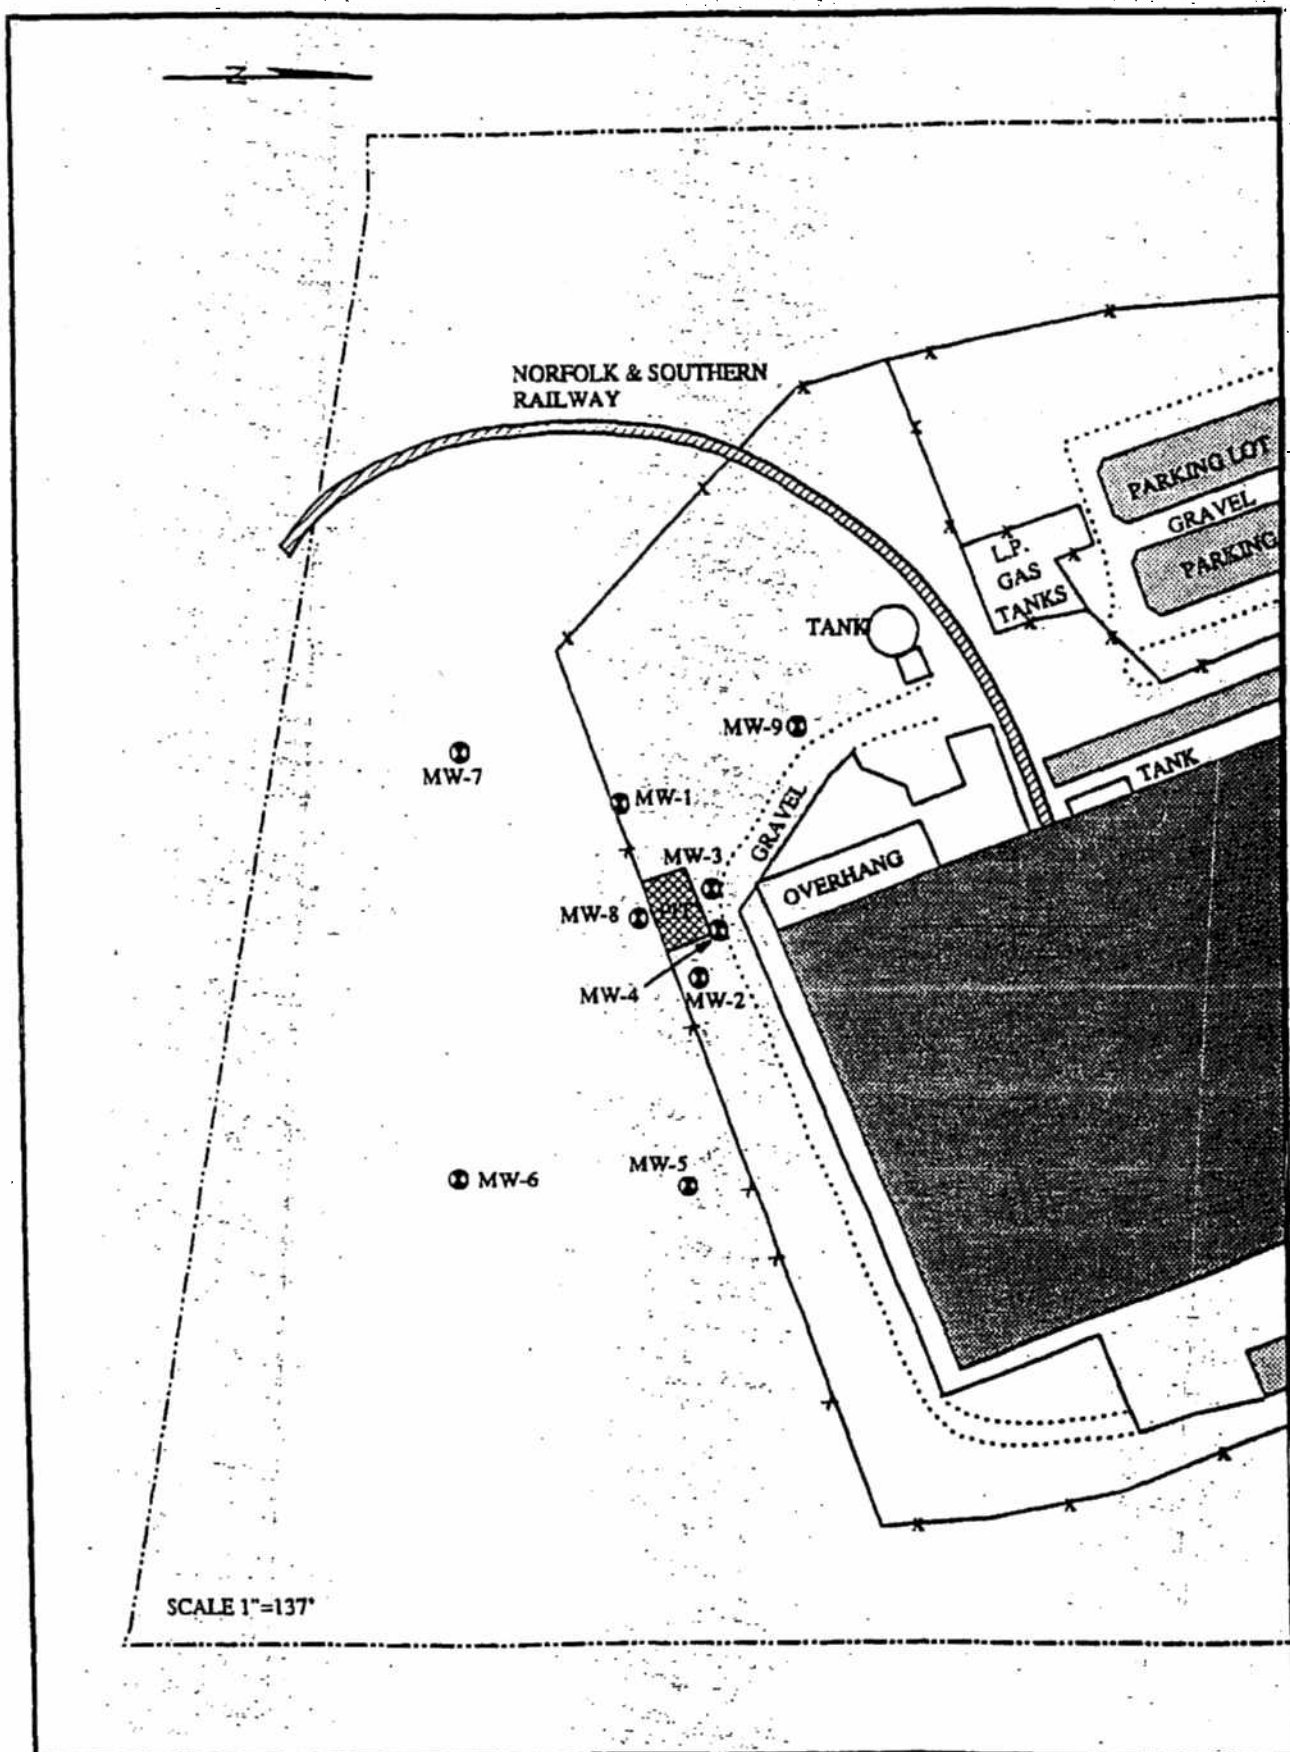 N
NORFOLK & SOUTHERN
RAILWAY
PARKING LOT
GRAVEL
PARKING
L.P.
GAS
TANKS
TANK
MW-9
MW-7
TANK
MW-1
GRAVEL
MW-3
OVERHANG
MW-8
PIT
MW-4
MW-2
MW-5
MW-6
SCALE 1"=137'